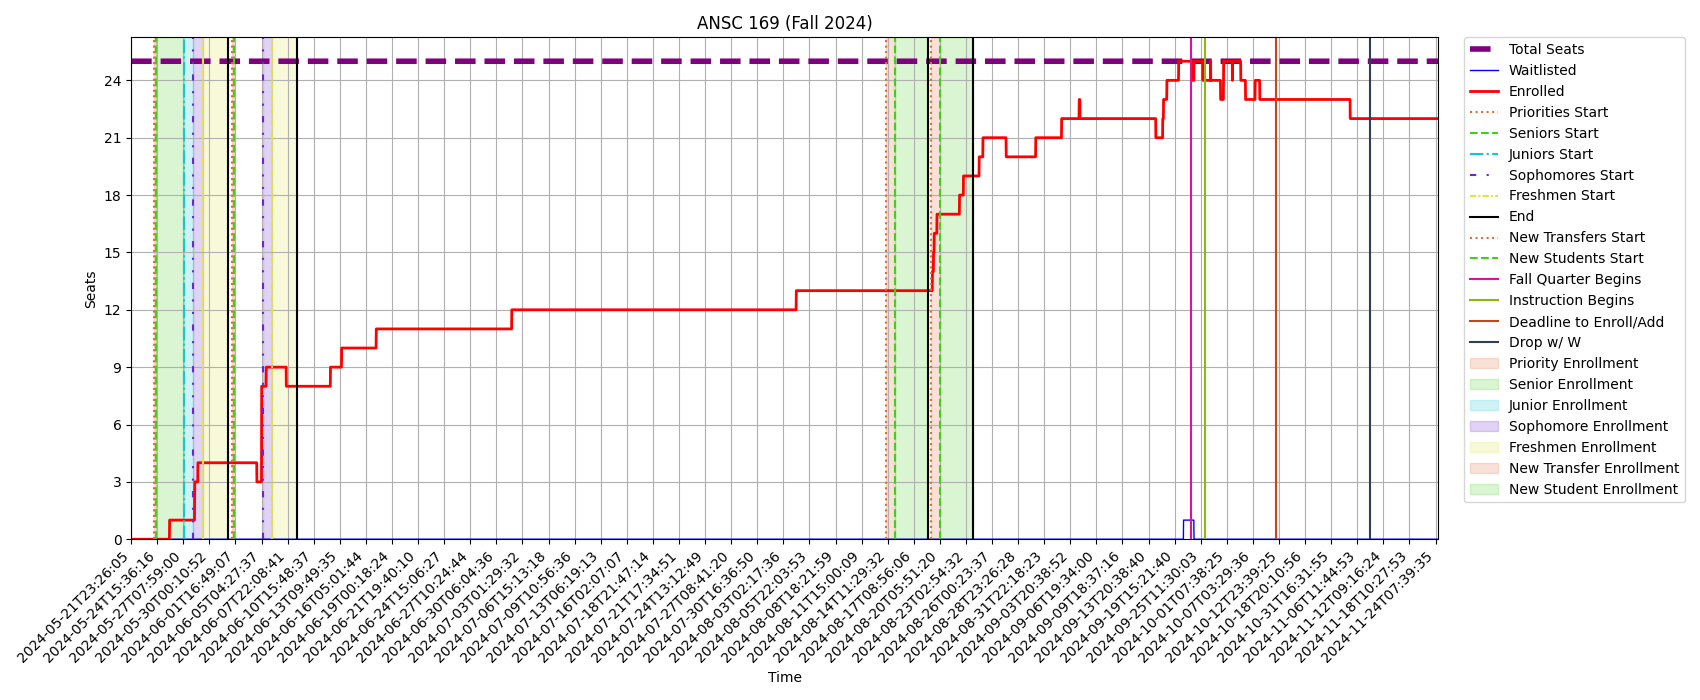 ANSC 169 (Fall 2024)
Seats
24
21
18
15
12
9
6
3
0
2024-05-21T23:26:05
2024-05-24T15:36:16
2024-05-27T07:59:00
2024-05-30T00:10:52
2024-06-01T16:49:07
2024-06-05T04:27:37
2024-06-07T22:08:41
2024-06-10T15:48:37
2024-06-13T09:49:35
2024-06-16T05:01:44
2024-06-19T00:18:24
2024-06-21T19:40:10
2024-06-24T15:06:27
2024-06-27T10:24:44
2024-06-30T06:04:36
2024-07-03T01:29:32
2024-07-06T15:13:18
2024-07-09T10:56:36
2024-07-13T06:19:13
2024-07-16T02:07:07
2024-07-18T21:47:14
2024-07-21T17:34:51
2024-07-24T13:12:49
2024-07-27T08:41:20
2024-07-30T16:36:50
2024-08-03T02:17:36
2024-08-05T22:03:53
2024-08-08T18:21:59
2024-08-11T15:00:09
2024-08-14T11:29:32
2024-08-17T08:56:06
2024-08-20T05:51:20
2024-08-23T02:54:32
2024-08-26T00:23:37
2024-08-28T23:26:28
2024-08-31T22:18:23
2024-09-03T20:38:52
2024-09-06T19:34:00
2024-09-09T18:37:16
2024-09-13T20:38:40
2024-09-19T15:21:40
2024-09-25T11:30:03
2024-10-01T07:38:25
2024-10-07T03:29:36
2024-10-12T23:39:25
2024-10-18T20:10:56
2024-10-31T16:31:55
2024-11-06T11:44:53
2024-11-12T09:16:24
2024-11-18T10:27:53
2024-11-24T07:39:35
Time
Total Seats
Waitlisted
Enrolled
Priorities Start
Seniors Start
Juniors Start
Sophomores Start
Freshmen Start
End
New Transfers Start
New Students Start
Fall Quarter Begins
Instruction Begins
Deadline to Enroll/Add
Drop w/ W
Priority Enrollment
Senior Enrollment
Junior Enrollment
Sophomore Enrollment
Freshmen Enrollment
New Transfer Enrollment
New Student Enrollment